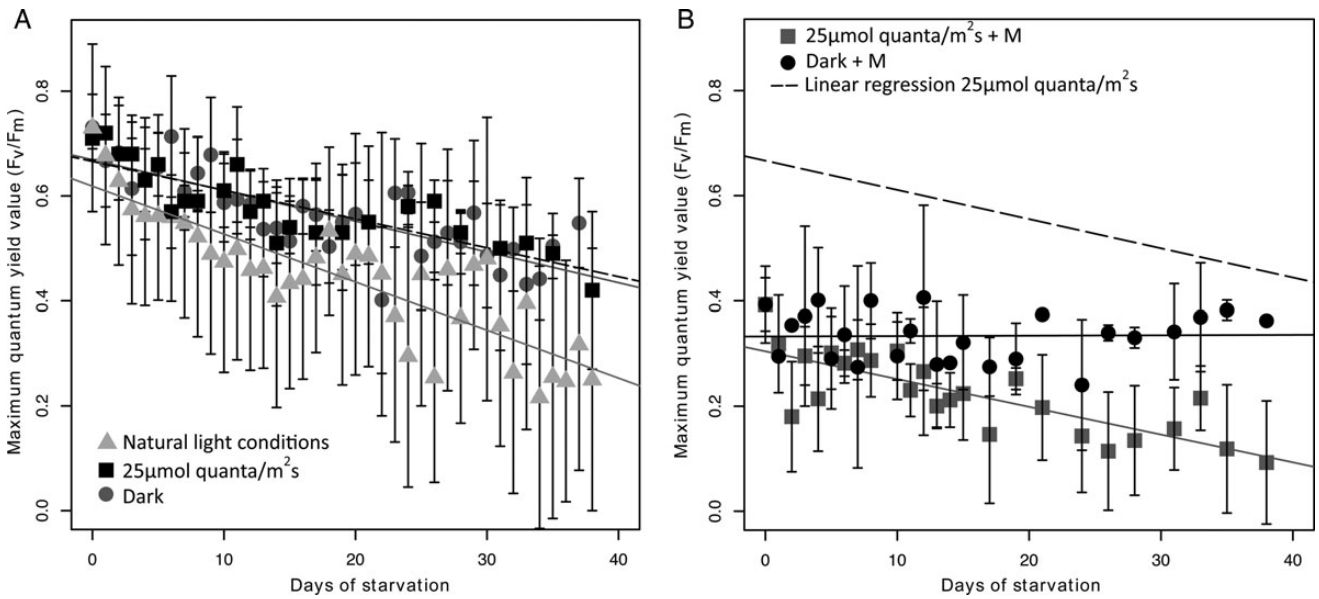 A
Maximum quantum yield value (Fv/Fm)
0.8
0.6
0.4
0.2
0.0
Natural light conditions
25µmol quanta/m²s
Dark
0
10
20
30
40
Days of starvation
B
Maximum quantum yield value (Fv/Fm)
0.8
0.6
0.4
0.2
0.0
25µmol quanta/m²s + M
Dark + M
Linear regression 25µmol quanta/m²s
0
10
20
30
40
Days of starvation